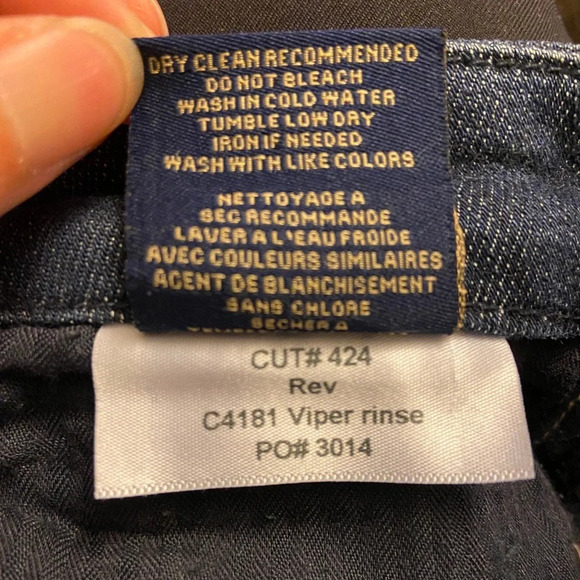 DRY CLEAN RECOMMENDED
DO NOT BLEACH
WASH IN COLD WATER
TUMBLE LOW DRY
IRON IF NEEDED
WASH WITH LIKE COLORS
NETTOYAGE A
SEC RECOMMANDE
LAVER A L'EAU FROIDE
AVEC COULEURS SIMILAIRES
AGENT DE BLANCHISEMENT
SANS CHLORE
SECHER A
CUT# 424
Rev
C4181 Viper rinse
PO# 3014